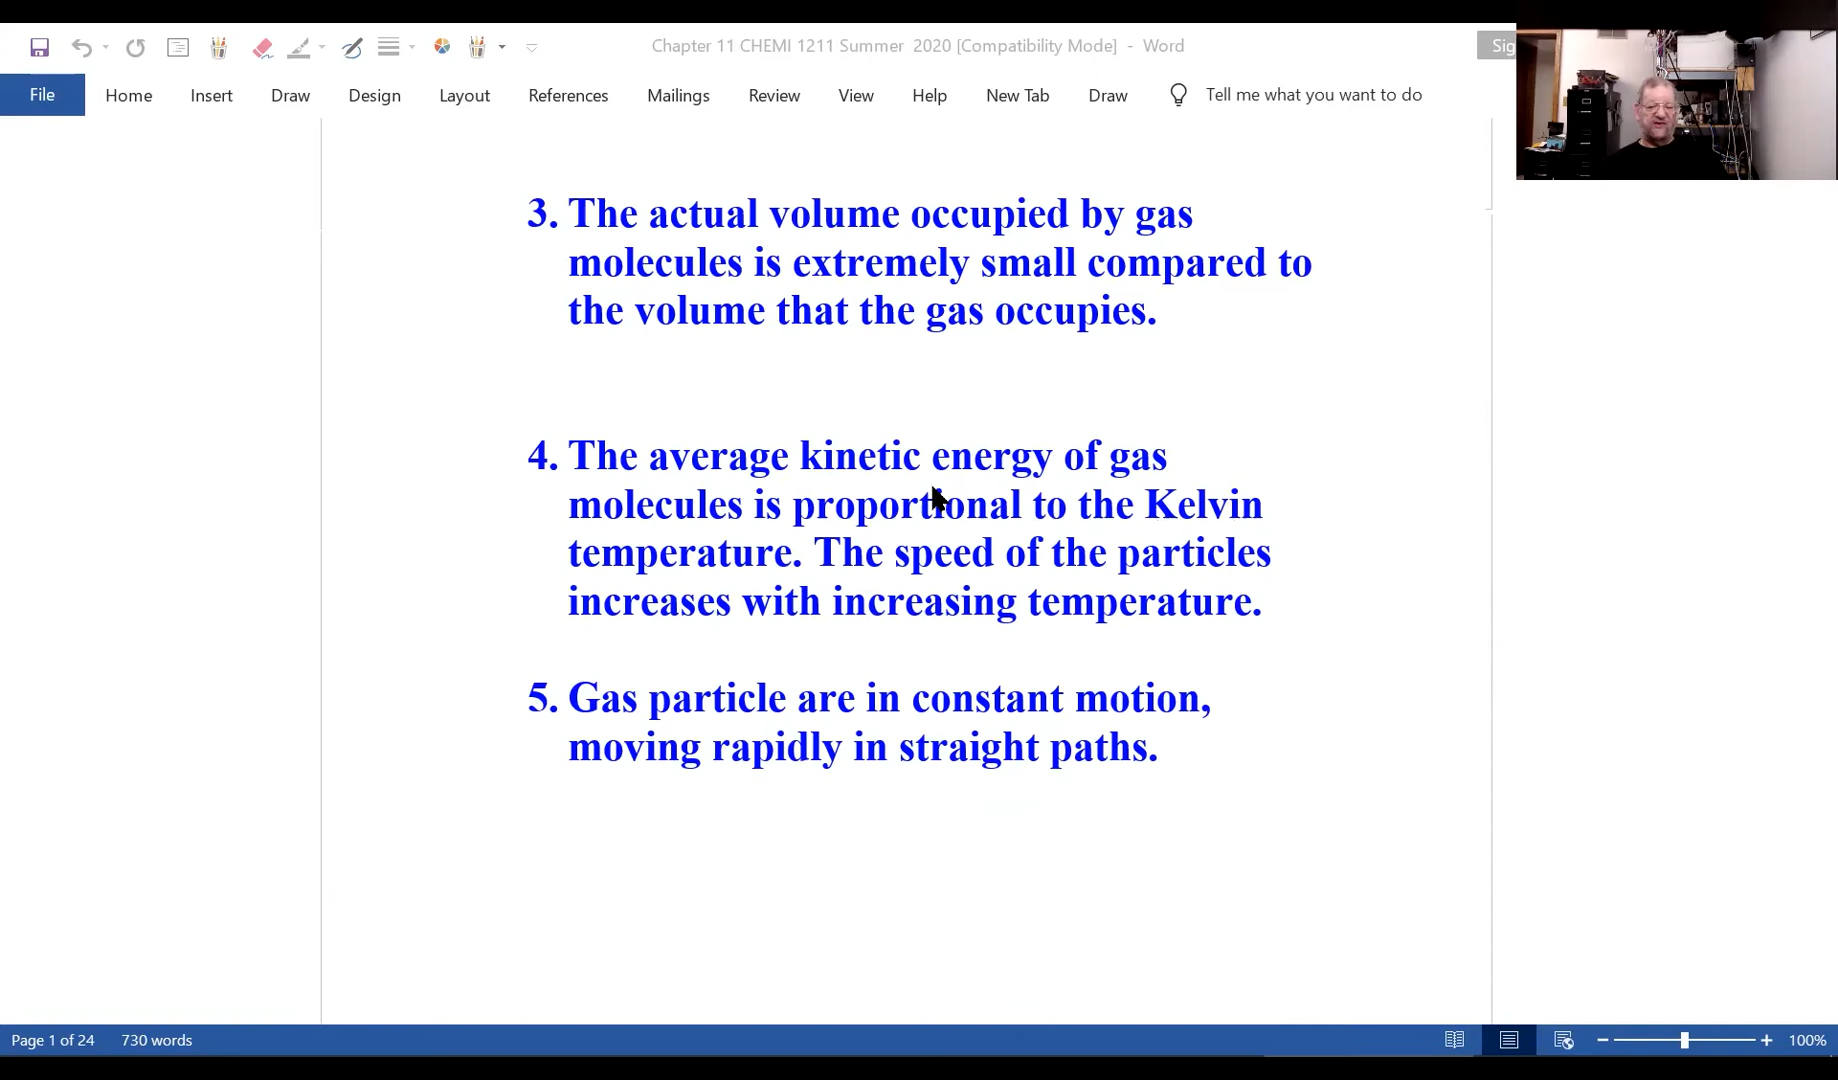 Chapter 11 CHEMI 1211 Summer 2020 [Compatibility Mode] - Word
Sig
File Home Insert Draw Design Layout References Mailings Review View Help New Tab Draw Tell me what you want to do
3. The actual volume occupied by gas
molecules is extremely small compared to
the volume that the gas occupies.
4. The average kinetic energy of gas
molecules is proportional to the Kelvin
temperature. The speed of the particles
increases with increasing temperature.
5. Gas particle are in constant motion,
moving rapidly in straight paths.
Page 1 of 24 730 words 100%